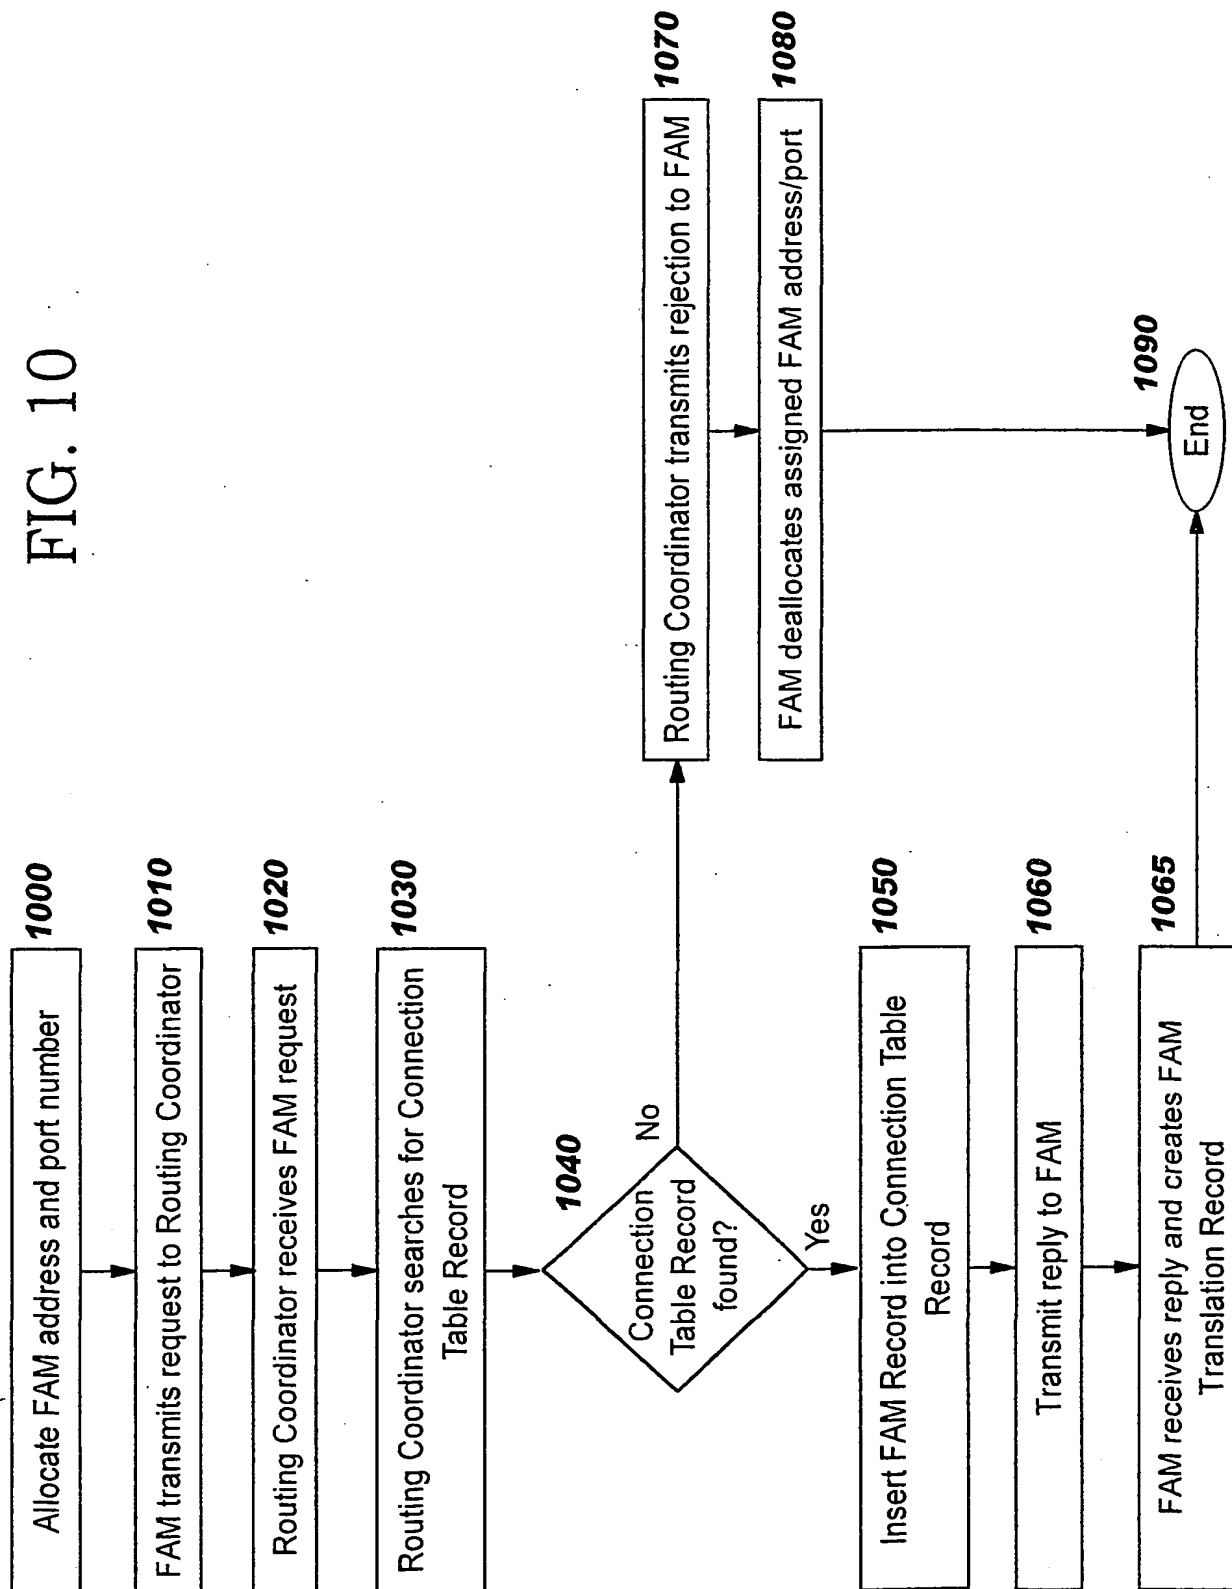 FIG. 10
Allocate FAM address and port number
1000
FAM transmits request to Routing Coordinator
1010
Routing Coordinator receives FAM request
1020
Routing Coordinator searches for Connection
Table Record
1030
Connection
Table Record
found?
1040
No
Yes
Insert FAM Record into Connection Table
Record
1050
Transmit reply to FAM
1060
FAM receives reply and creates FAM
Translation Record
1065
Routing Coordinator transmits rejection to FAM
1070
FAM deallocates assigned FAM address/port
1080
End
1090